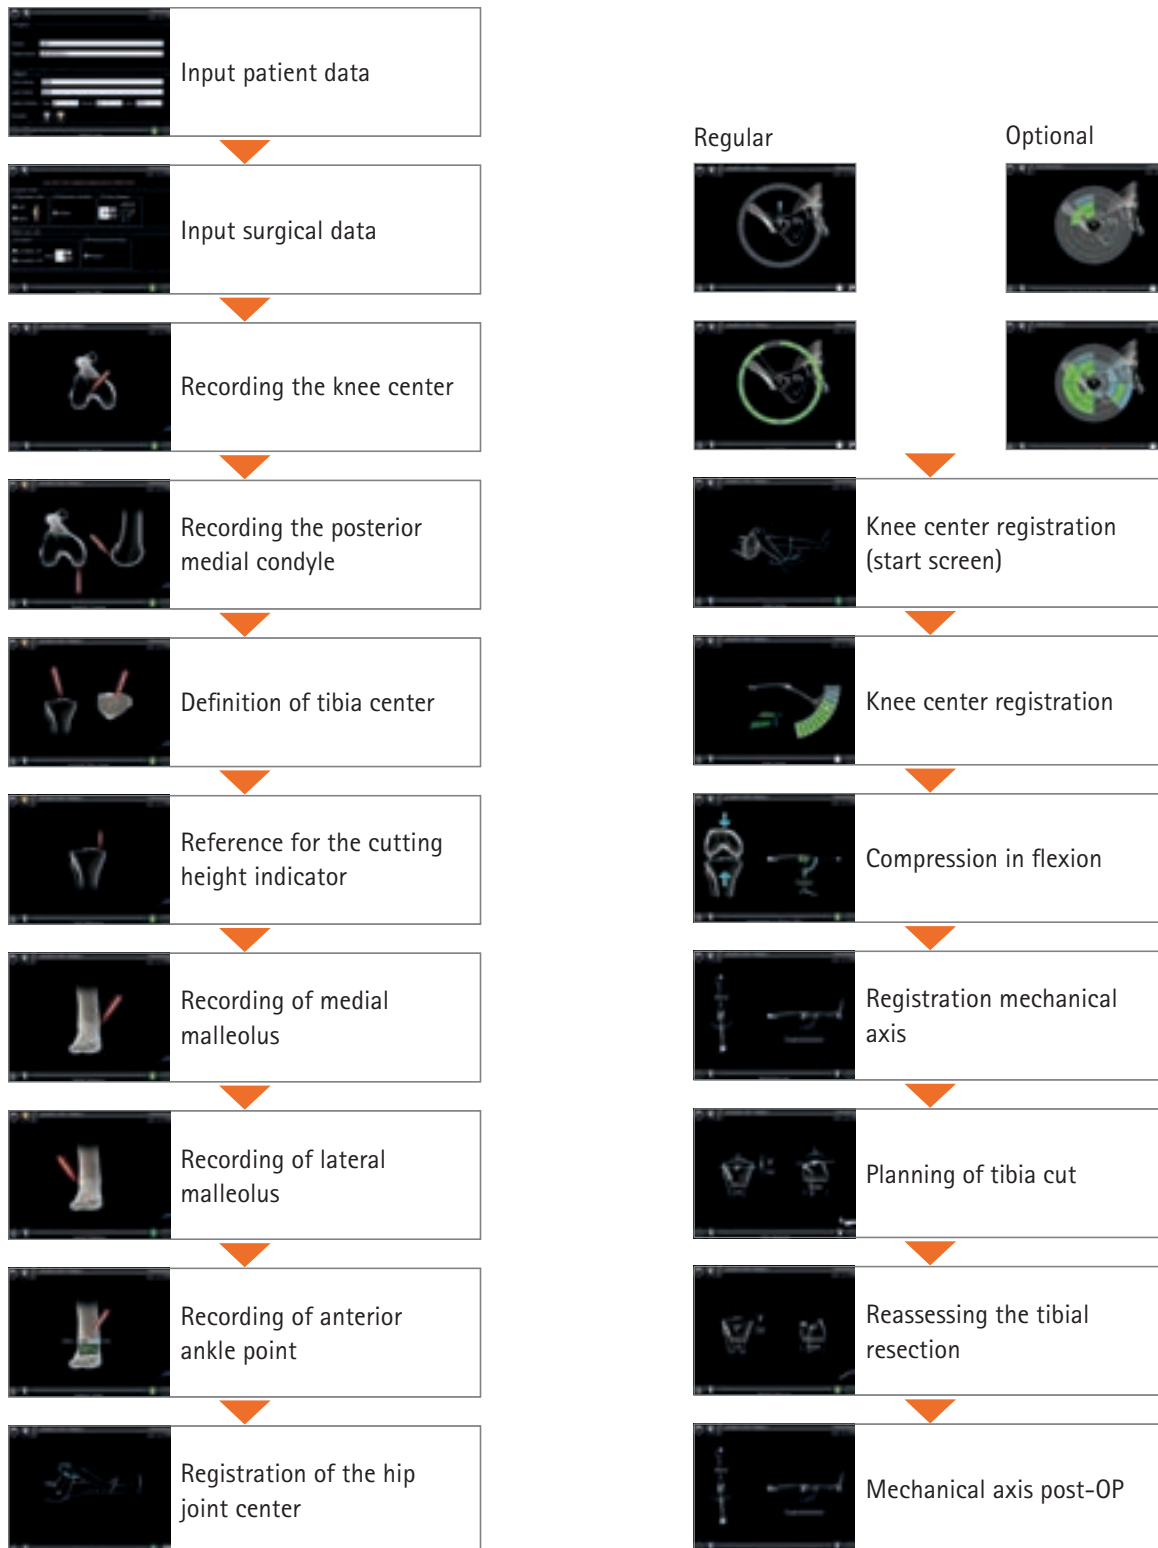 Input patient data
Input surgical data
Recording the knee center
Recording the posterior
medial condyle
Definition of tibia center
Reference for the cutting
height indicator
Recording of medial
malleolus
Recording of lateral
malleolus
Recording of anterior
ankle point
Registration of the hip
joint center
Regular
Optional
Knee center registration
(start screen)
Knee center registration
Compression in flexion
Registration mechanical
axis
Planning of tibia cut
Reassessing the tibial
resection
Mechanical axis post-OP